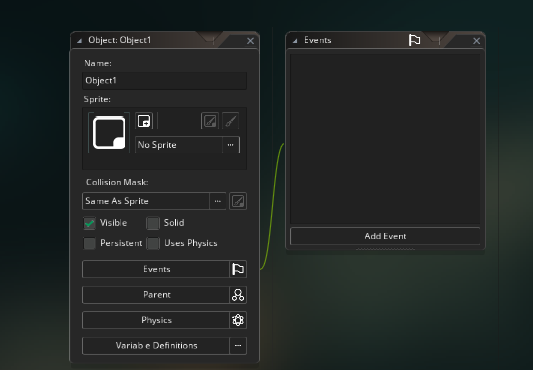 Object: Object1
Name:
Object1
Sprite:
No Sprite
...
Collision Mask:
Same As Sprite
...
Visible
Solid
Persistent
Uses Physics
Events
Parent
Physics
Variable Definitions
...
Events
Add Event